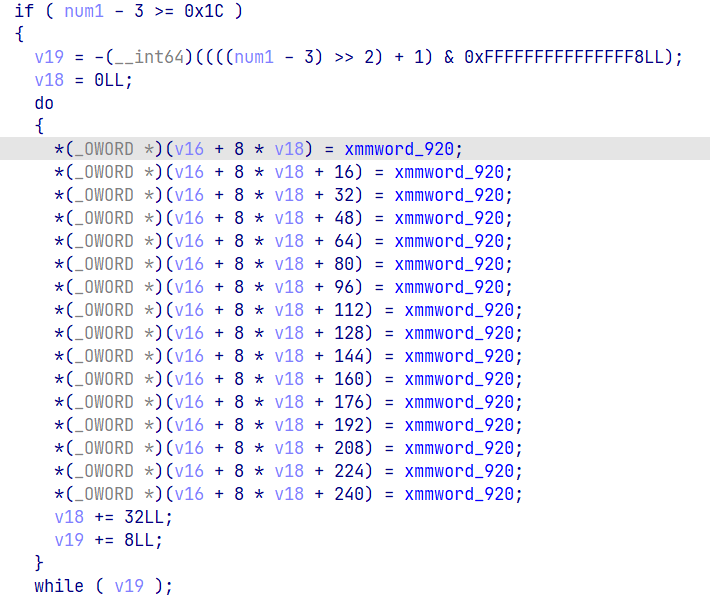 if ( num1 - 3 >= 0x1C )
{
v19 = -(__int64)((((num1 - 3) >> 2) + 1) & 0xFFFFFFFFFFFFFFF8LL);
v18 = 0LL;
do
{
*(_OWORD *)(v16 + 8 * v18) = xmmword_920;
*(_OWORD *)(v16 + 8 * v18 + 16) = xmmword_920;
*(_OWORD *)(v16 + 8 * v18 + 32) = xmmword_920;
*(_OWORD *)(v16 + 8 * v18 + 48) = xmmword_920;
*(_OWORD *)(v16 + 8 * v18 + 64) = xmmword_920;
*(_OWORD *)(v16 + 8 * v18 + 80) = xmmword_920;
*(_OWORD *)(v16 + 8 * v18 + 96) = xmmword_920;
*(_OWORD *)(v16 + 8 * v18 + 112) = xmmword_920;
*(_OWORD *)(v16 + 8 * v18 + 128) = xmmword_920;
*(_OWORD *)(v16 + 8 * v18 + 144) = xmmword_920;
*(_OWORD *)(v16 + 8 * v18 + 160) = xmmword_920;
*(_OWORD *)(v16 + 8 * v18 + 176) = xmmword_920;
*(_OWORD *)(v16 + 8 * v18 + 192) = xmmword_920;
*(_OWORD *)(v16 + 8 * v18 + 208) = xmmword_920;
*(_OWORD *)(v16 + 8 * v18 + 224) = xmmword_920;
*(_OWORD *)(v16 + 8 * v18 + 240) = xmmword_920;
v18 += 32LL;
v19 += 8LL;
}
while ( v19 );